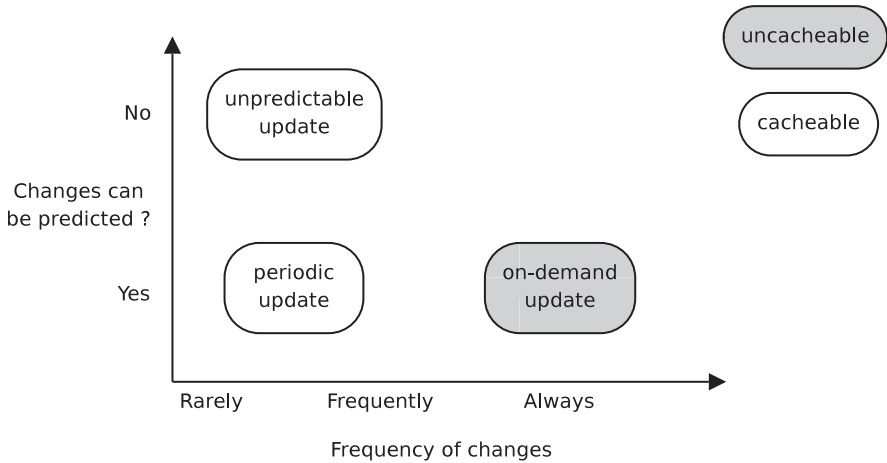 uncacheable
cacheable
No
unpredictable
update
Changes can
be predicted ?
Yes
periodic
update
on-demand
update
Rarely
Frequently
Always
Frequency of changes